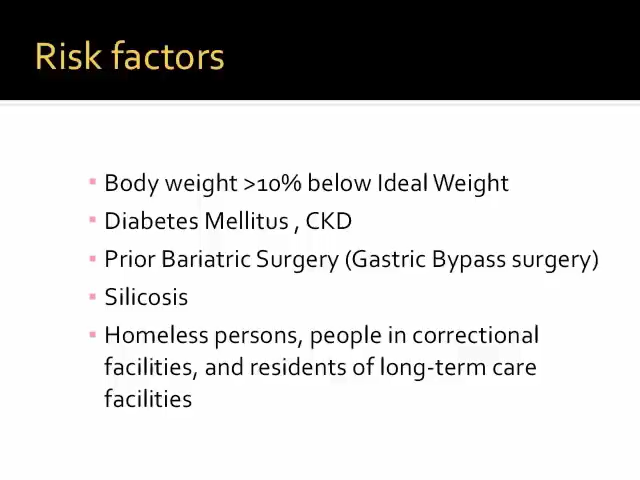 Risk factors
▪ Body weight >10% below Ideal Weight
▪ Diabetes Mellitus , CKD
▪ Prior Bariatric Surgery (Gastric Bypass surgery)
▪ Silicosis
▪ Homeless persons, people in correctional
facilities, and residents of long-term care
facilities